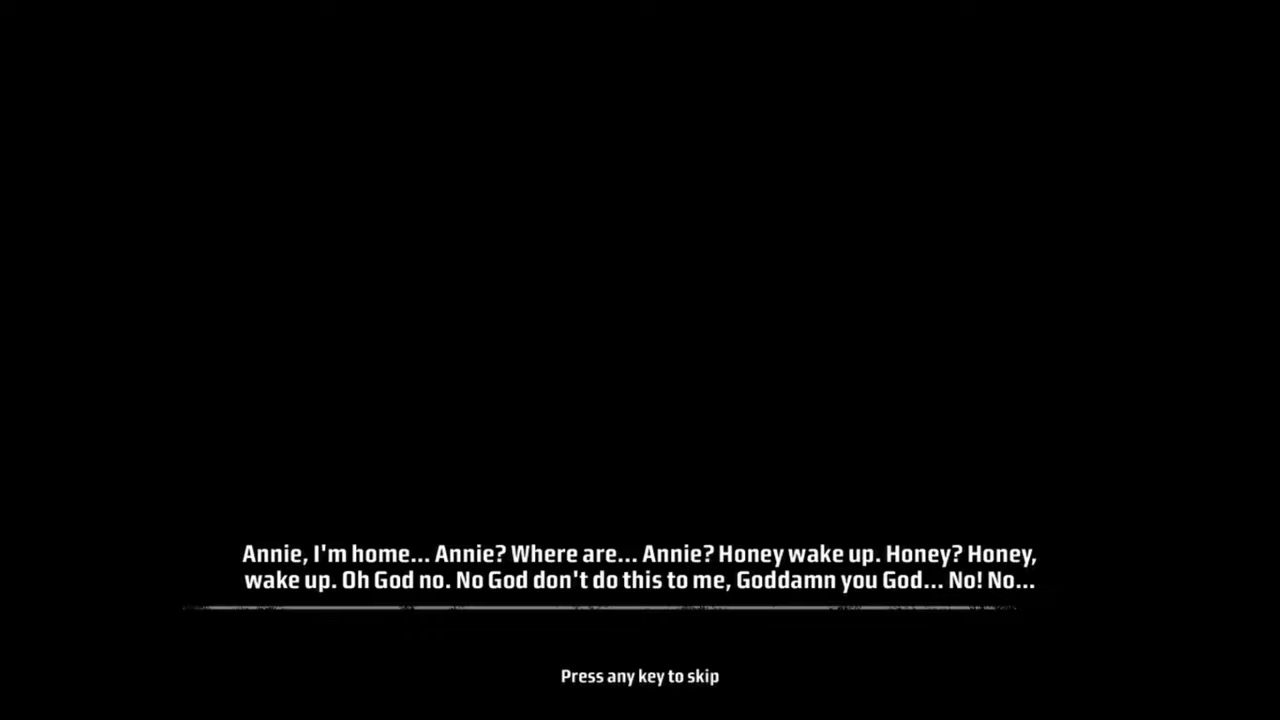 Annie, I'm home... Annie? Where are... Annie? Honey wake up. Honey? Honey,
wake up. Oh God no. No God don't do this to me, Goddamn you God... No! No...
Press any key to skip